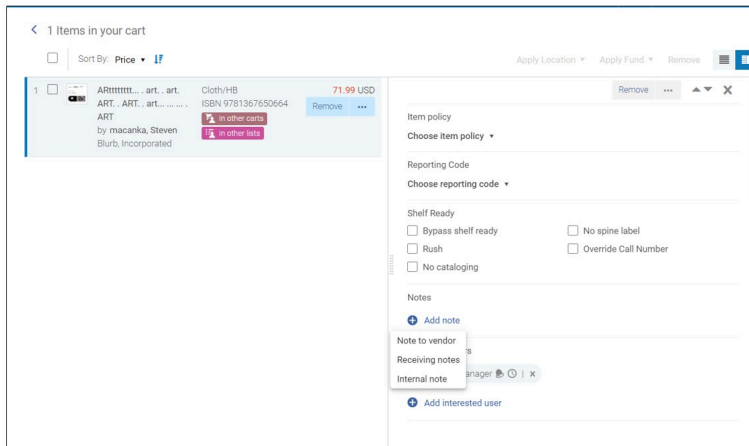 1 Items in your cart
Sort By: Price
Apply Location
Apply Fund
Remove
1
ARttttttttt... . art. . art.
ART. . ART. . art... ... ... .
ART
by macanka, Steven
Blurb, Incorporated
Cloth/HB
ISBN 9781367650664
in other carts
in other lists
71.99 USD
Remove
Remove
Item policy
Choose item policy
Reporting Code
Choose reporting code
Shelf Ready
Bypass shelf ready
No spine label
Rush
Override Call Number
No cataloging
Notes
Add note
Note to vendor
Receiving notes
Internal note
Add interested user